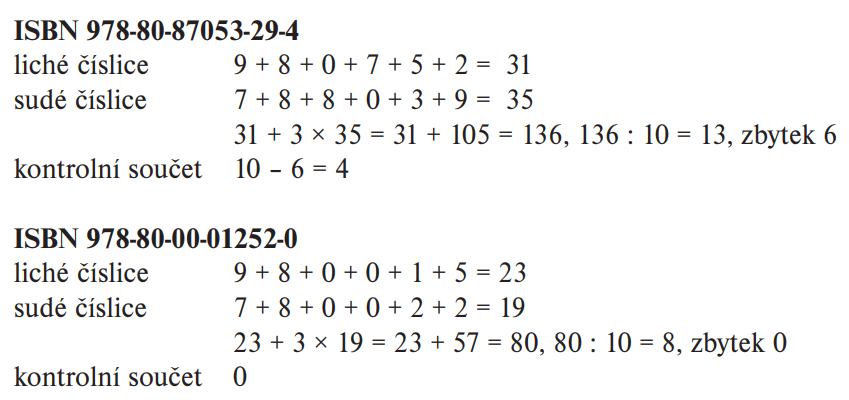 ISBN 978-80-87053-29-4
liché číslice 9 + 8 + 0 + 7 + 5 + 2 = 31
sudé číslice 7 + 8 + 8 + 0 + 3 + 9 = 35
31 + 3 × 35 = 31 + 105 = 136, 136 : 10 = 13, zbytek 6
kontrolní součet 10 – 6 = 4
ISBN 978-80-00-01252-0
liché číslice 9 + 8 + 0 + 0 + 1 + 5 = 23
sudé číslice 7 + 8 + 0 + 0 + 2 + 2 = 19
23 + 3 × 19 = 23 + 57 = 80, 80 : 10 = 8, zbytek 0
kontrolní součet 0